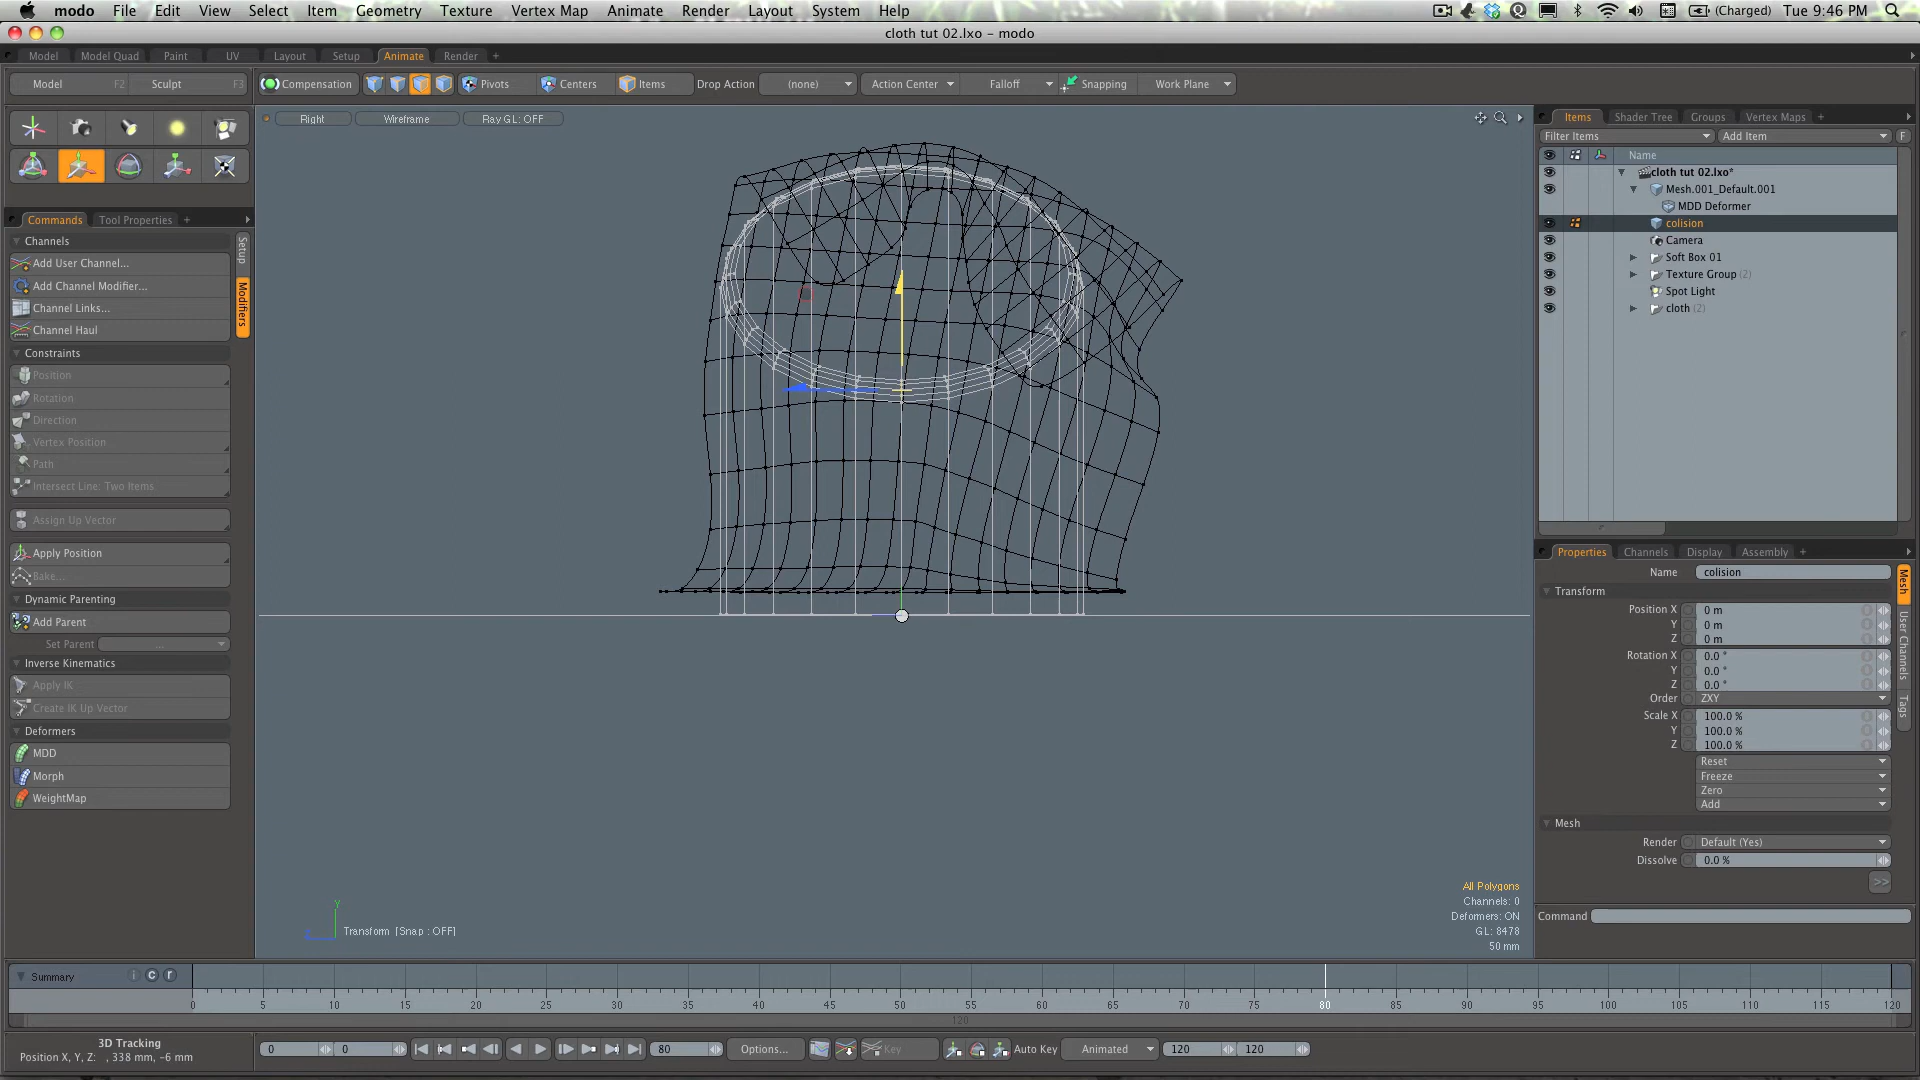 modo File Edit View Select Item Geometry Texture Vertex Map Animate Render Layout System Help (Charged) Tue 9:46 PM
cloth tut 02.lxo - modo
Model Model Quad Paint UV Layout Setup Animate Render +
Model F2 Sculpt F3 Compensation Pivots Centers Items Drop Action (none) Action Center Falloff Snapping Work Plane
Right Wireframe Ray GL: OFF
Items Shader Tree Groups Vertex Maps +
Filter Items Add Item F
Name
cloth tut 02.lxo*
Mesh.001_Default.001
MDD Deformer
colision
Camera
Soft Box 01
Texture Group (2)
Spot Light
cloth (2)
Commands Tool Properties +
Channels
Add User Channel...
Add Channel Modifier...
Channel Links...
Channel Haul
Constraints
Position
Rotation
Direction
Vertex Position
Path
Intersect Line: Two Items
Assign Up Vector
Apply Position
Bake...
Dynamic Parenting
Add Parent
Set Parent ...
Inverse Kinematics
Apply IK
Create IK Up Vector
Deformers
MDD
Morph
WeightMap
Setup
Modifiers
Properties Channels Display Assembly +
Name colision
Transform
Position X 0 m
Y 0 m
Z 0 m
Rotation X 0.0 °
Y 0.0 °
Z 0.0 °
Order ZXY
Scale X 100.0 %
Y 100.0 %
Z 100.0 %
Reset
Freeze
Zero
Add
Mesh
Render Default (Yes)
Dissolve 0.0 %
>>
Command
Mesh
User Channels
Tags
All Polygons
Channels: 0
Deformers: ON
GL: 8478
50 mm
Y
Transform [Snap : OFF]
Summary i c r
0 5 10 15 20 25 30 35 40 45 50 55 60 65 70 75 80 85 90 95 100 105 110 115 120
120
3D Tracking
Position X, Y, Z: , 338 mm, -6 mm
0 0 80 Options... Key Auto Key Animated 120 120